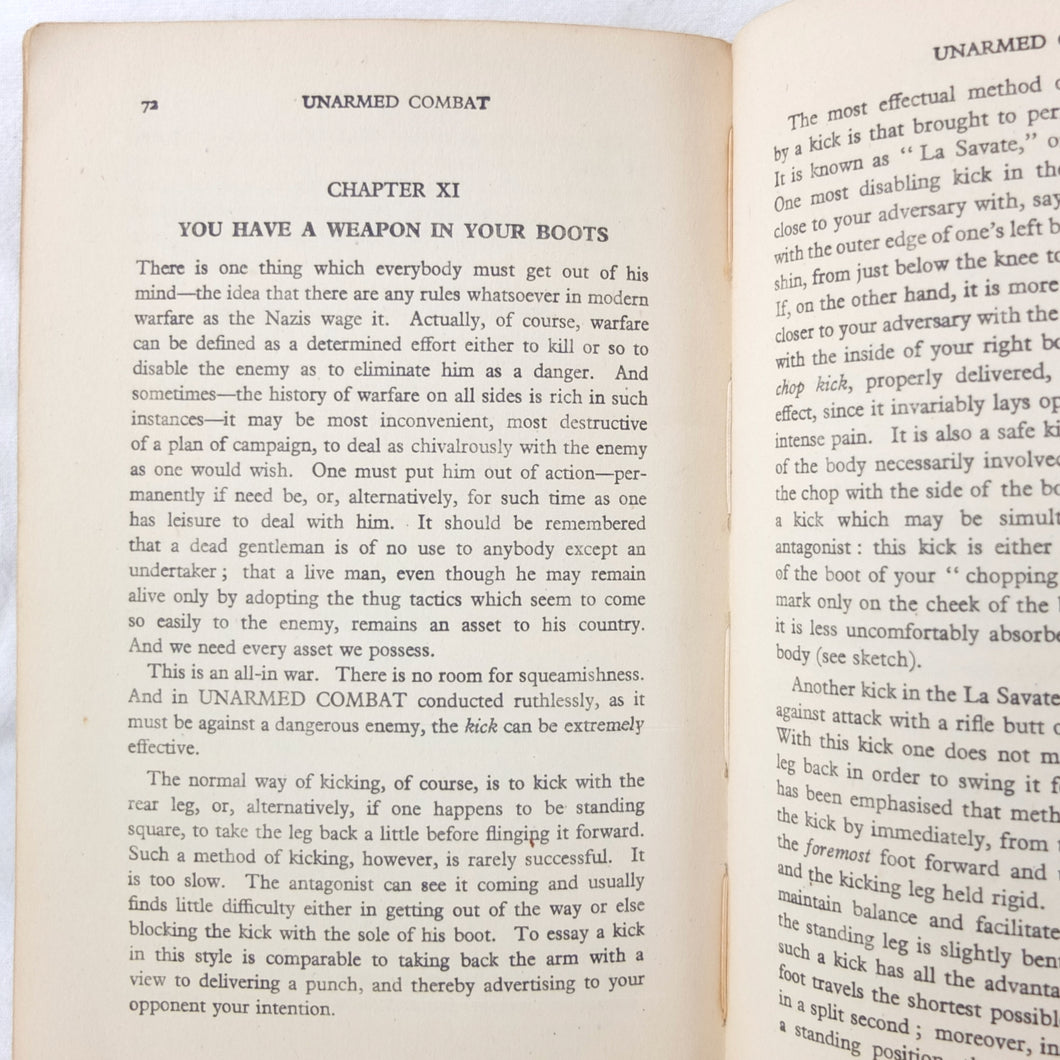 72 UNARMED COMBAT
CHAPTER XI
YOU HAVE A WEAPON IN YOUR BOOTS
There is one thing which everybody must get out of his
mind—the idea that there are any rules whatsoever in modern
warfare as the Nazis wage it. Actually, of course, warfare
can be defined as a determined effort either to kill or so to
disable the enemy as to eliminate him as a danger. And
sometimes—the history of warfare on all sides is rich in such
instances—it may be most inconvenient, most destructive
of a plan of campaign, to deal as chivalrously with the enemy
as one would wish. One must put him out of action—per-
manently if need be, or, alternatively, for such time as one
has leisure to deal with him. It should be remembered
that a dead gentleman is of no use to anybody except an
undertaker; that a live man, even though he may remain
alive only by adopting the thug tactics which seem to come
so easily to the enemy, remains an asset to his country.
And we need every asset we possess.
This is an all-in war. There is no room for squeamishness.
And in UNARMED COMBAT conducted ruthlessly, as it
must be against a dangerous enemy, the kick can be extremely
effective.
The normal way of kicking, of course, is to kick with the
rear leg, or, alternatively, if one happens to be standing
square, to take the leg back a little before flinging it forward.
Such a method of kicking, however, is rarely successful. It
is too slow. The antagonist can see it coming and usually
finds little difficulty either in getting out of the way or else
blocking the kick with the sole of his boot. To essay a kick
in this style is comparable to taking back the arm with a
view to delivering a punch, and thereby advertising to your
opponent your intention.
UNARMED
The most effectual method
by a kick is that brought to
It is known as "La Savate,"
One most disabling kick in
close to your adversary with, say
with the outer edge of one's left
shin, from just below the knee
If, on the other hand, it is more
closer to your adversary with the
with the inside of your right
chop kick, properly delivered,
effect, since it invariably lays
intense pain. It is also a safe
of the body necessarily involved
the chop with the side of the
a kick which may be
antagonist: this kick is either
of the boot of your "chopping
mark only on the cheek of the
it is less uncomfortably
body (see sketch).
Another kick in the La Savate
against attack with a rifle butt
With this kick one does not
leg back in order to swing it
has been emphasised that
the kick by immediately, from
the foremost foot forward and
and the kicking leg held rigid.
maintain balance and facilitate
the standing leg is slightly
such a kick has all the
foot travels the shortest
in a split second; moreover,
a standing